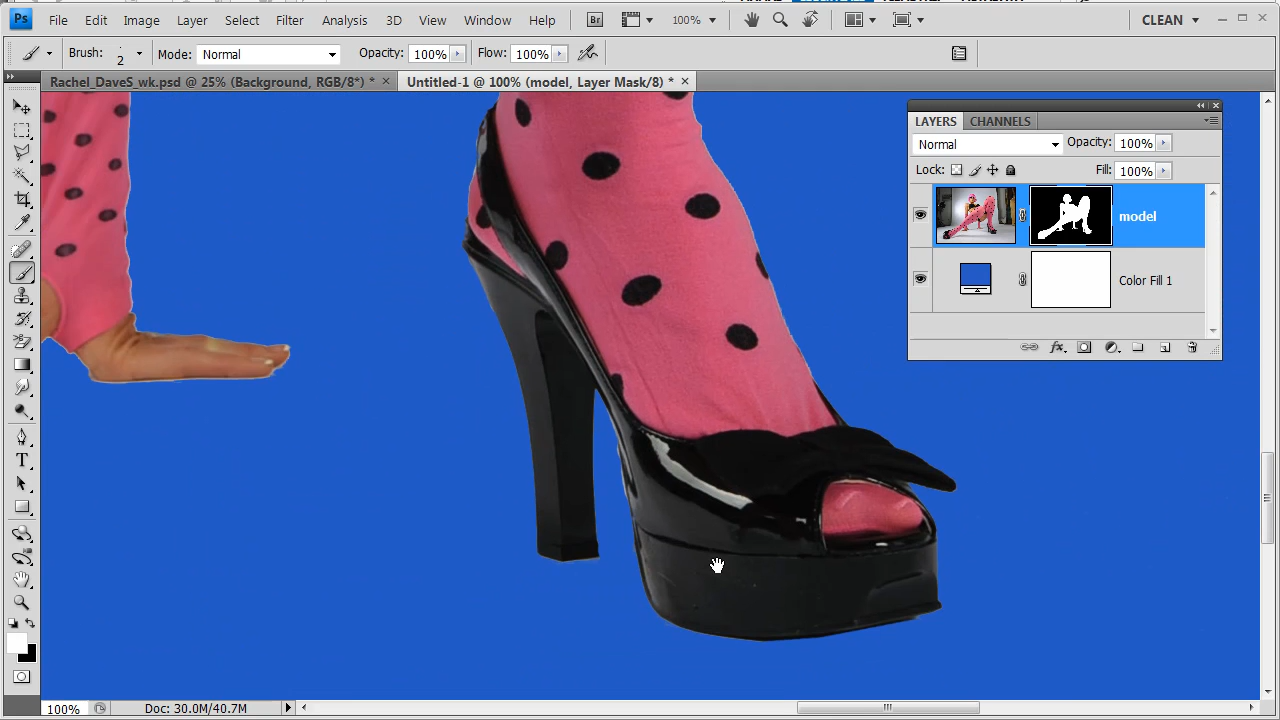 Ps File Edit Image Layer Select Filter Analysis 3D View Window Help Br 100% CLEAN
Brush: 2 Mode: Normal Opacity: 100% Flow: 100%
Rachel_DaveS_wk.psd @ 25% (Background, RGB/8*) * Untitled-1 @ 100% (model, Layer Mask/8) *
LAYERS CHANNELS
Normal Opacity: 100%
Lock: Fill: 100%
model
Color Fill 1
fx
T
100% Doc: 30.0M/40.7M